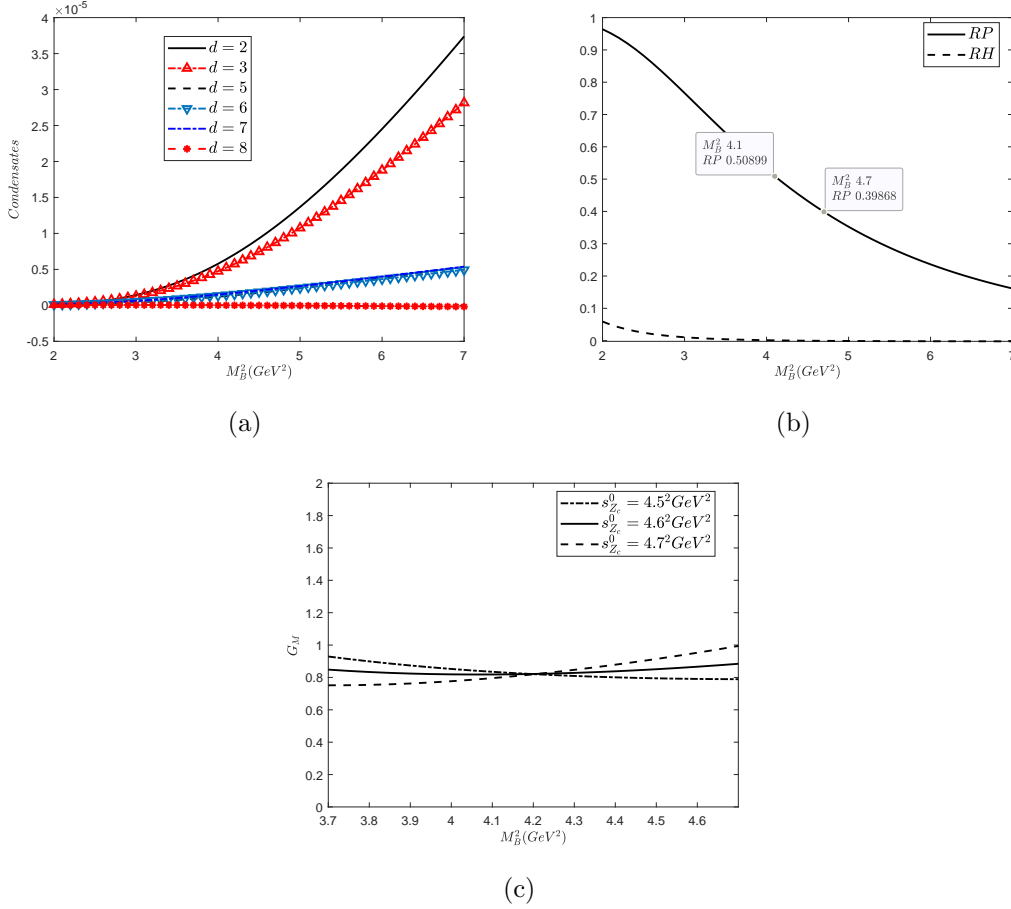 ×10^-5
4
3.5
3
2.5
2
1.5
1
0.5
0
-0.5
Condensates
d = 2
d = 3
d = 5
d = 6
d = 7
d = 8
2 3 4 5 6 7
M_B^2(GeV^2)
(a)
1
0.9
0.8
0.7
0.6
0.5
0.4
0.3
0.2
0.1
0
RP
RH
M_B^2 4.1
RP 0.50899
M_B^2 4.7
RP 0.39868
2 3 4 5 6 7
M_B^2(GeV^2)
(b)
2
1.8
1.6
1.4
1.2
1
0.8
0.6
0.4
0.2
0
G_M
s_{Z_c}^0 = 4.5^2GeV^2
s_{Z_c}^0 = 4.6^2GeV^2
s_{Z_c}^0 = 4.7^2GeV^2
3.7 3.8 3.9 4 4.1 4.2 4.3 4.4 4.5 4.6
M_B^2(GeV^2)
(c)